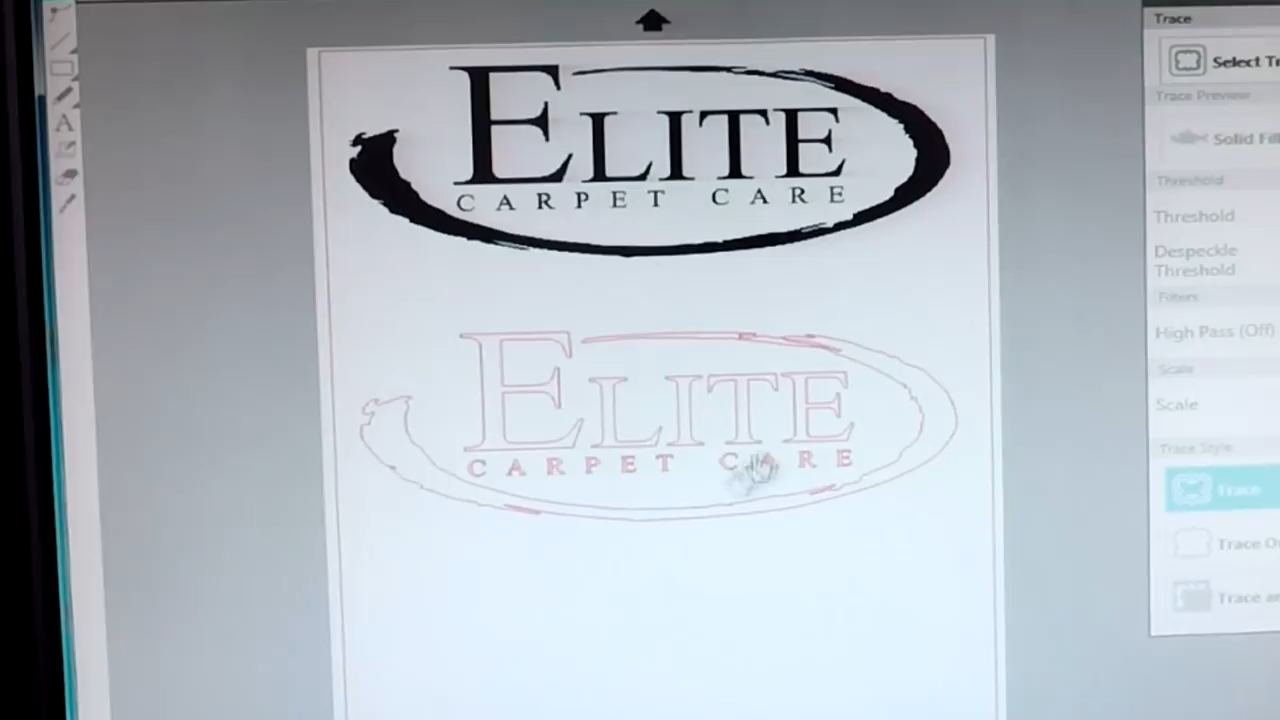 Trace
Select Tr
Trace Preview
Solid Fill
Threshold
Threshold
Despeckle
Threshold
Filters
High Pass (Off)
Scale
Scale
Trace Style
Trace
Trace O
Trace a
A
ELITE
CARPET CARE
ELITE
CARPET CARE